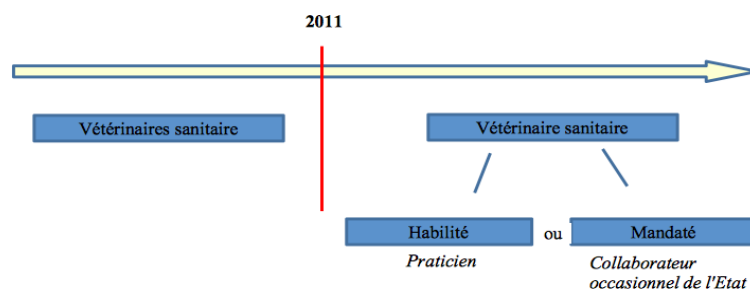 2011
Vétérinaires sanitaire
Vétérinaire sanitaire
Habilité
ou
Mandaté
Praticien
Collaborateur
occasionnel de l'Etat